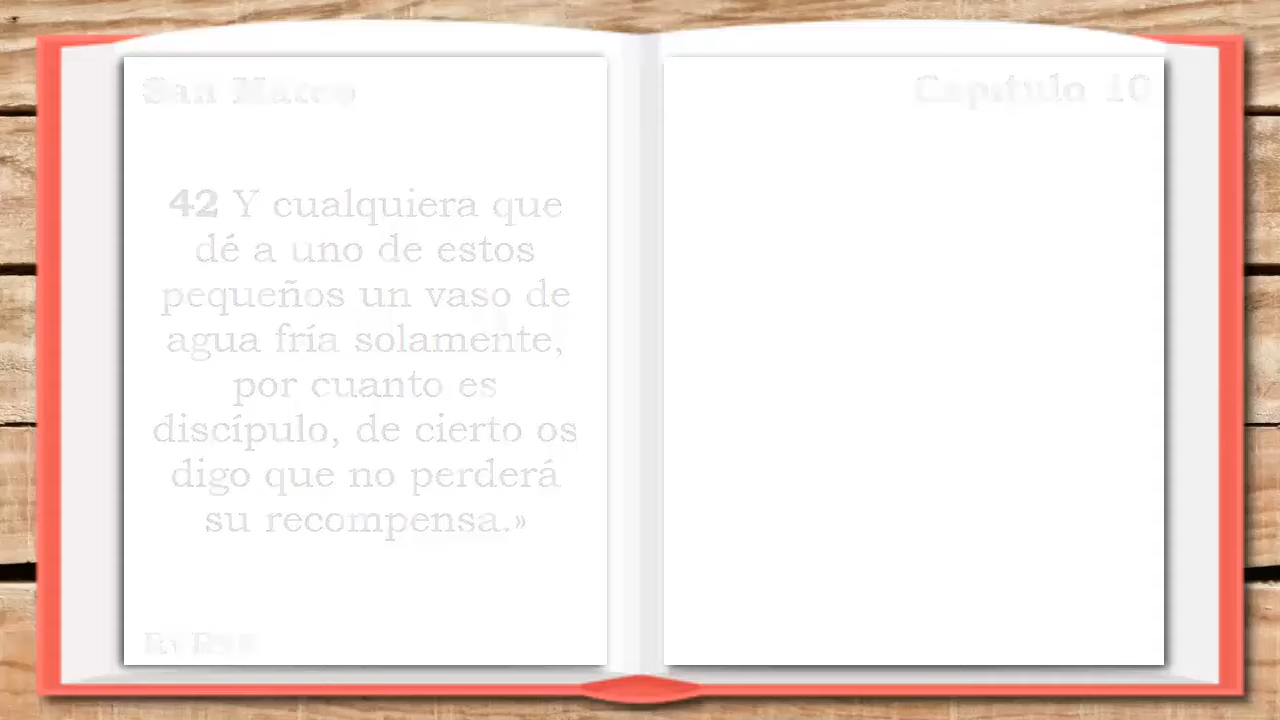 San Mateo
Capítulo 10
42 Y cualquiera que
dé a uno de estos
pequeños un vaso de
agua fría solamente,
por cuanto es
discípulo, de cierto os
digo que no perderá
su recompensa.»